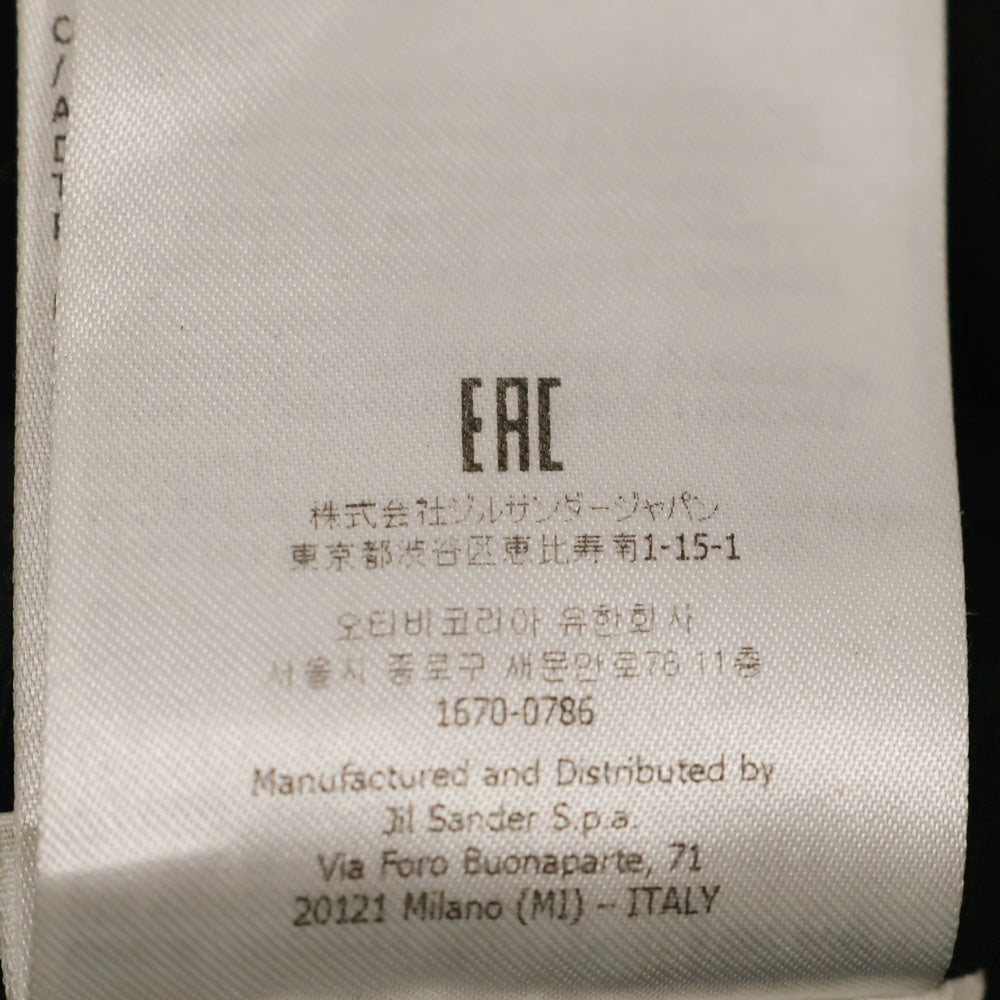 EAC
株式会社ジルサンダージャパン
東京都渋谷区恵比寿南1-15-1
오티비코리아 유한회사
서울시 종로구 새문안로76 11층
1670-0786
Manufactured and Distributed by
Jil Sander S.p.a.
Via Foro Buonaparte, 71
20121 Milano (MI) - ITALY